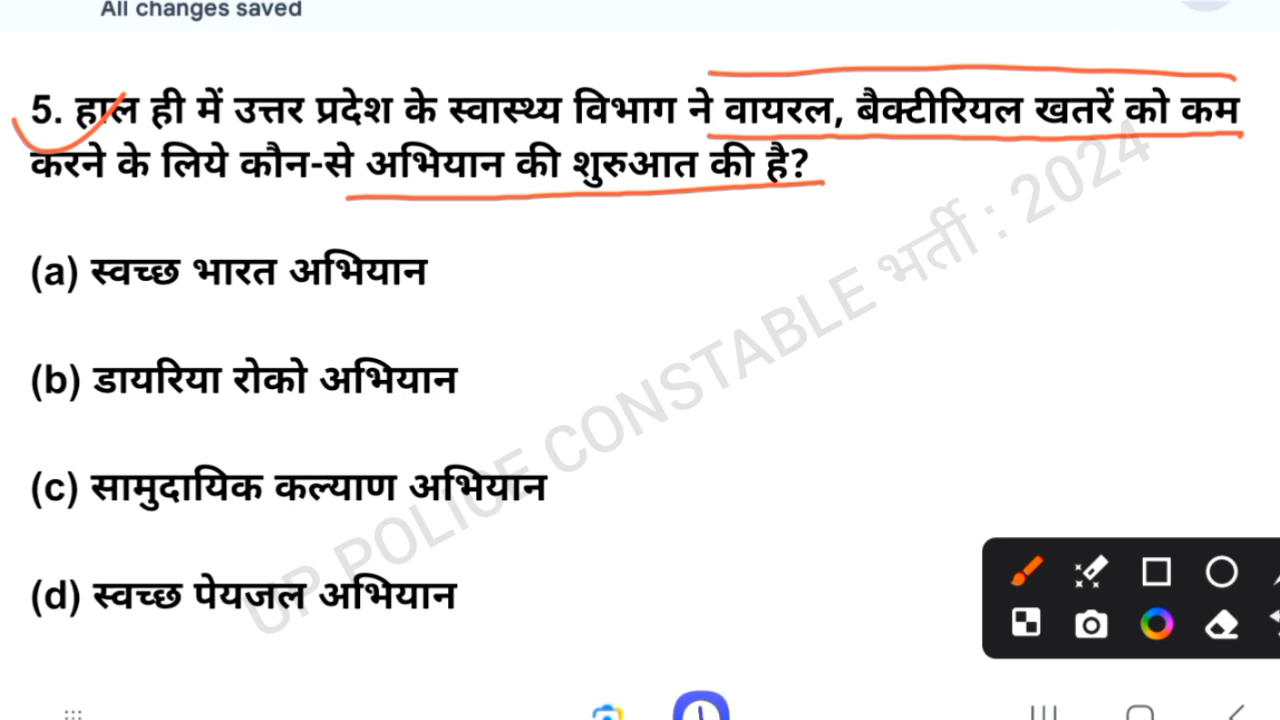 All changes saved
5. हाल ही में उत्तर प्रदेश के स्वास्थ्य विभाग ने वायरल, बैक्टीरियल खतरें को कम
करने के लिये कौन-से अभियान की शुरुआत की है?
(a) स्वच्छ भारत अभियान
(b) डायरिया रोको अभियान
(c) सामुदायिक कल्याण अभियान
(d) स्वच्छ पेयजल अभियान
UP POLICE CONSTABLE भर्ती : 2024